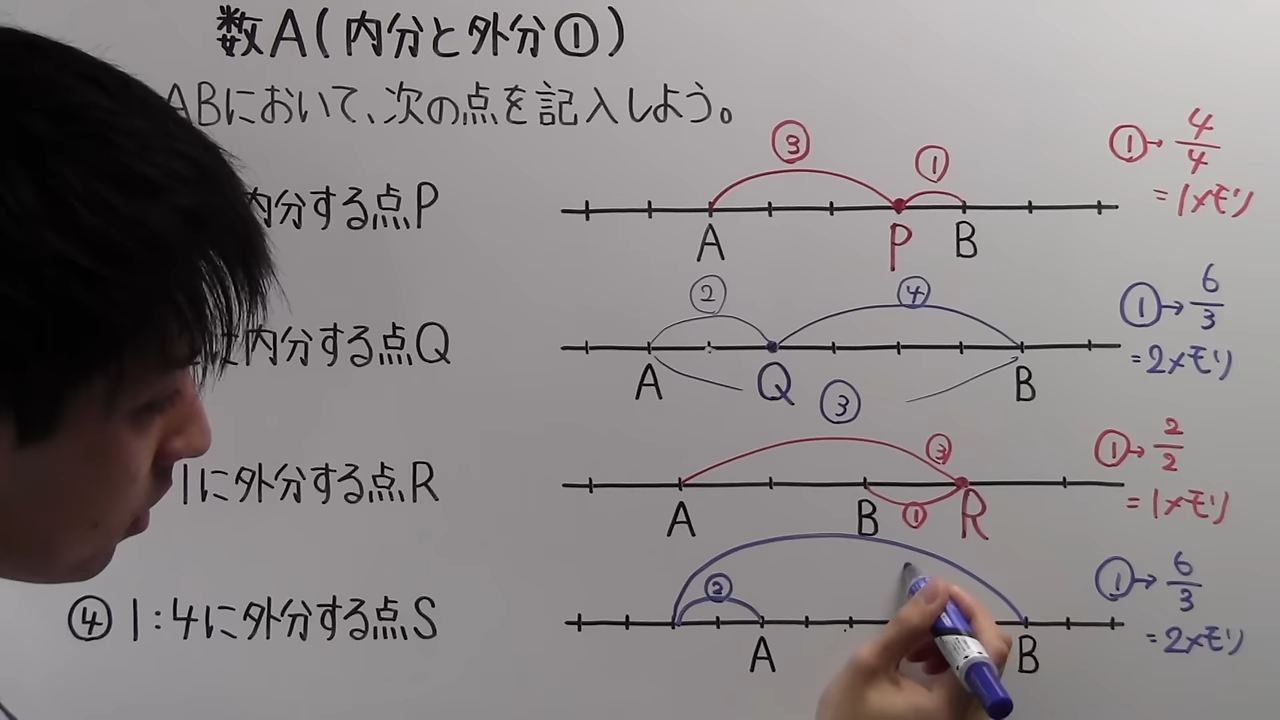 数A(内分と外分①)
ABにおいて、次の点を記入しよう。
内分する点P
③ ①
A P B
①→4/4
=1メモリ
に内分する点Q
② ④
A Q B
③
①→6/3
=2メモリ
1に外分する点R
③
A B ① R
①→2/2
=1メモリ
④ 1:4に外分する点S
②
A B
①→6/3
=2メモリ